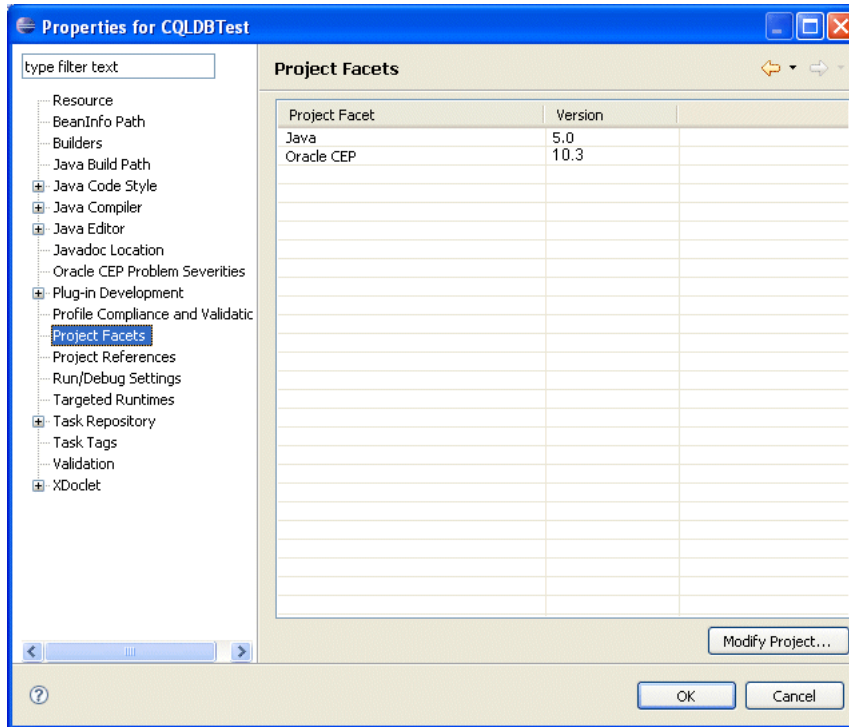 Properties for CQLDBTest
type filter text
Resource
BeanInfo Path
Builders
Java Build Path
Java Code Style
Java Compiler
Java Editor
Javadoc Location
Oracle CEP Problem Severities
Plug-in Development
Profile Compliance and Validatic
Project Facets
Project References
Run/Debug Settings
Targeted Runtimes
Task Repository
Task Tags
Validation
XDoclet
Project Facets
Project Facet Version
Java 5.0
Oracle CEP 10.3
Modify Project...
OK Cancel